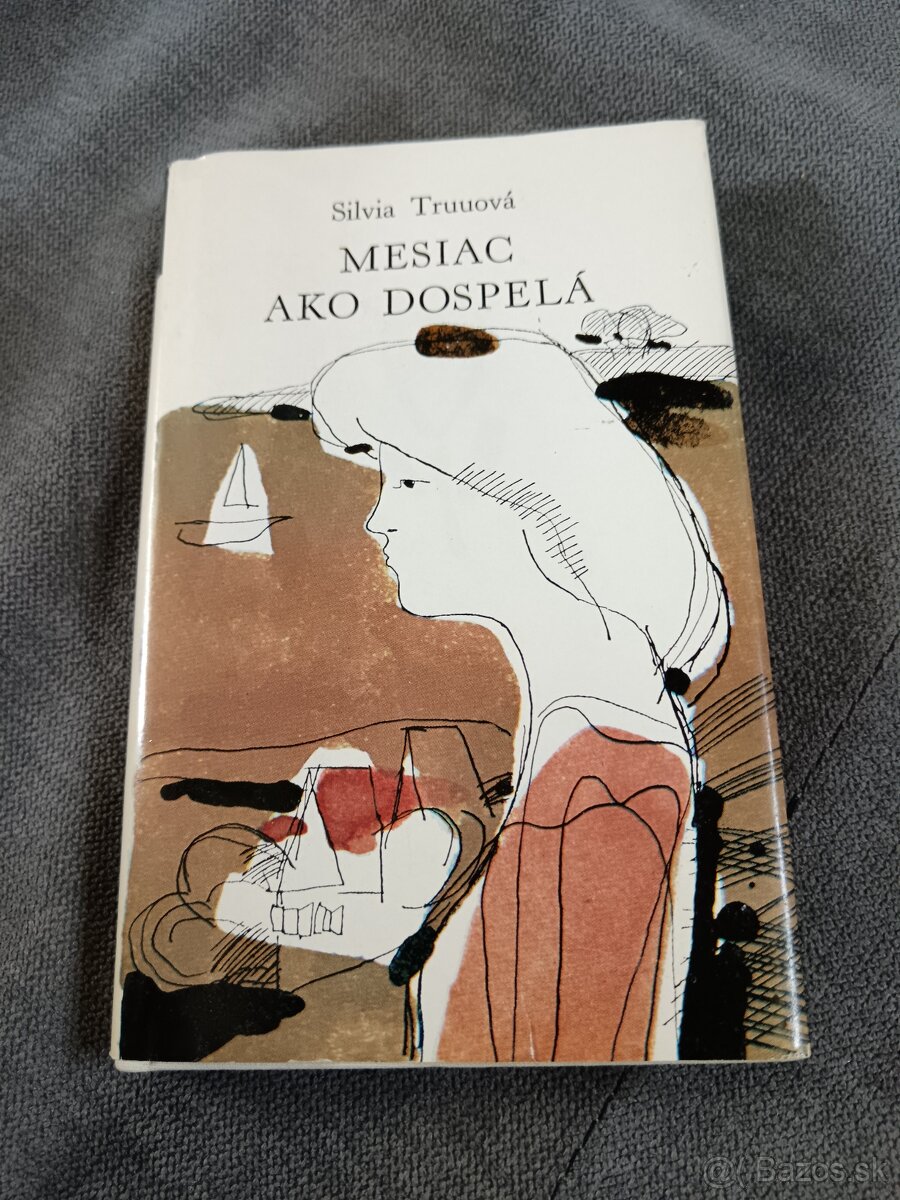 Silvia Truuová
MESIAC
AKO DOSPELÁ
@/ Bazos.sk